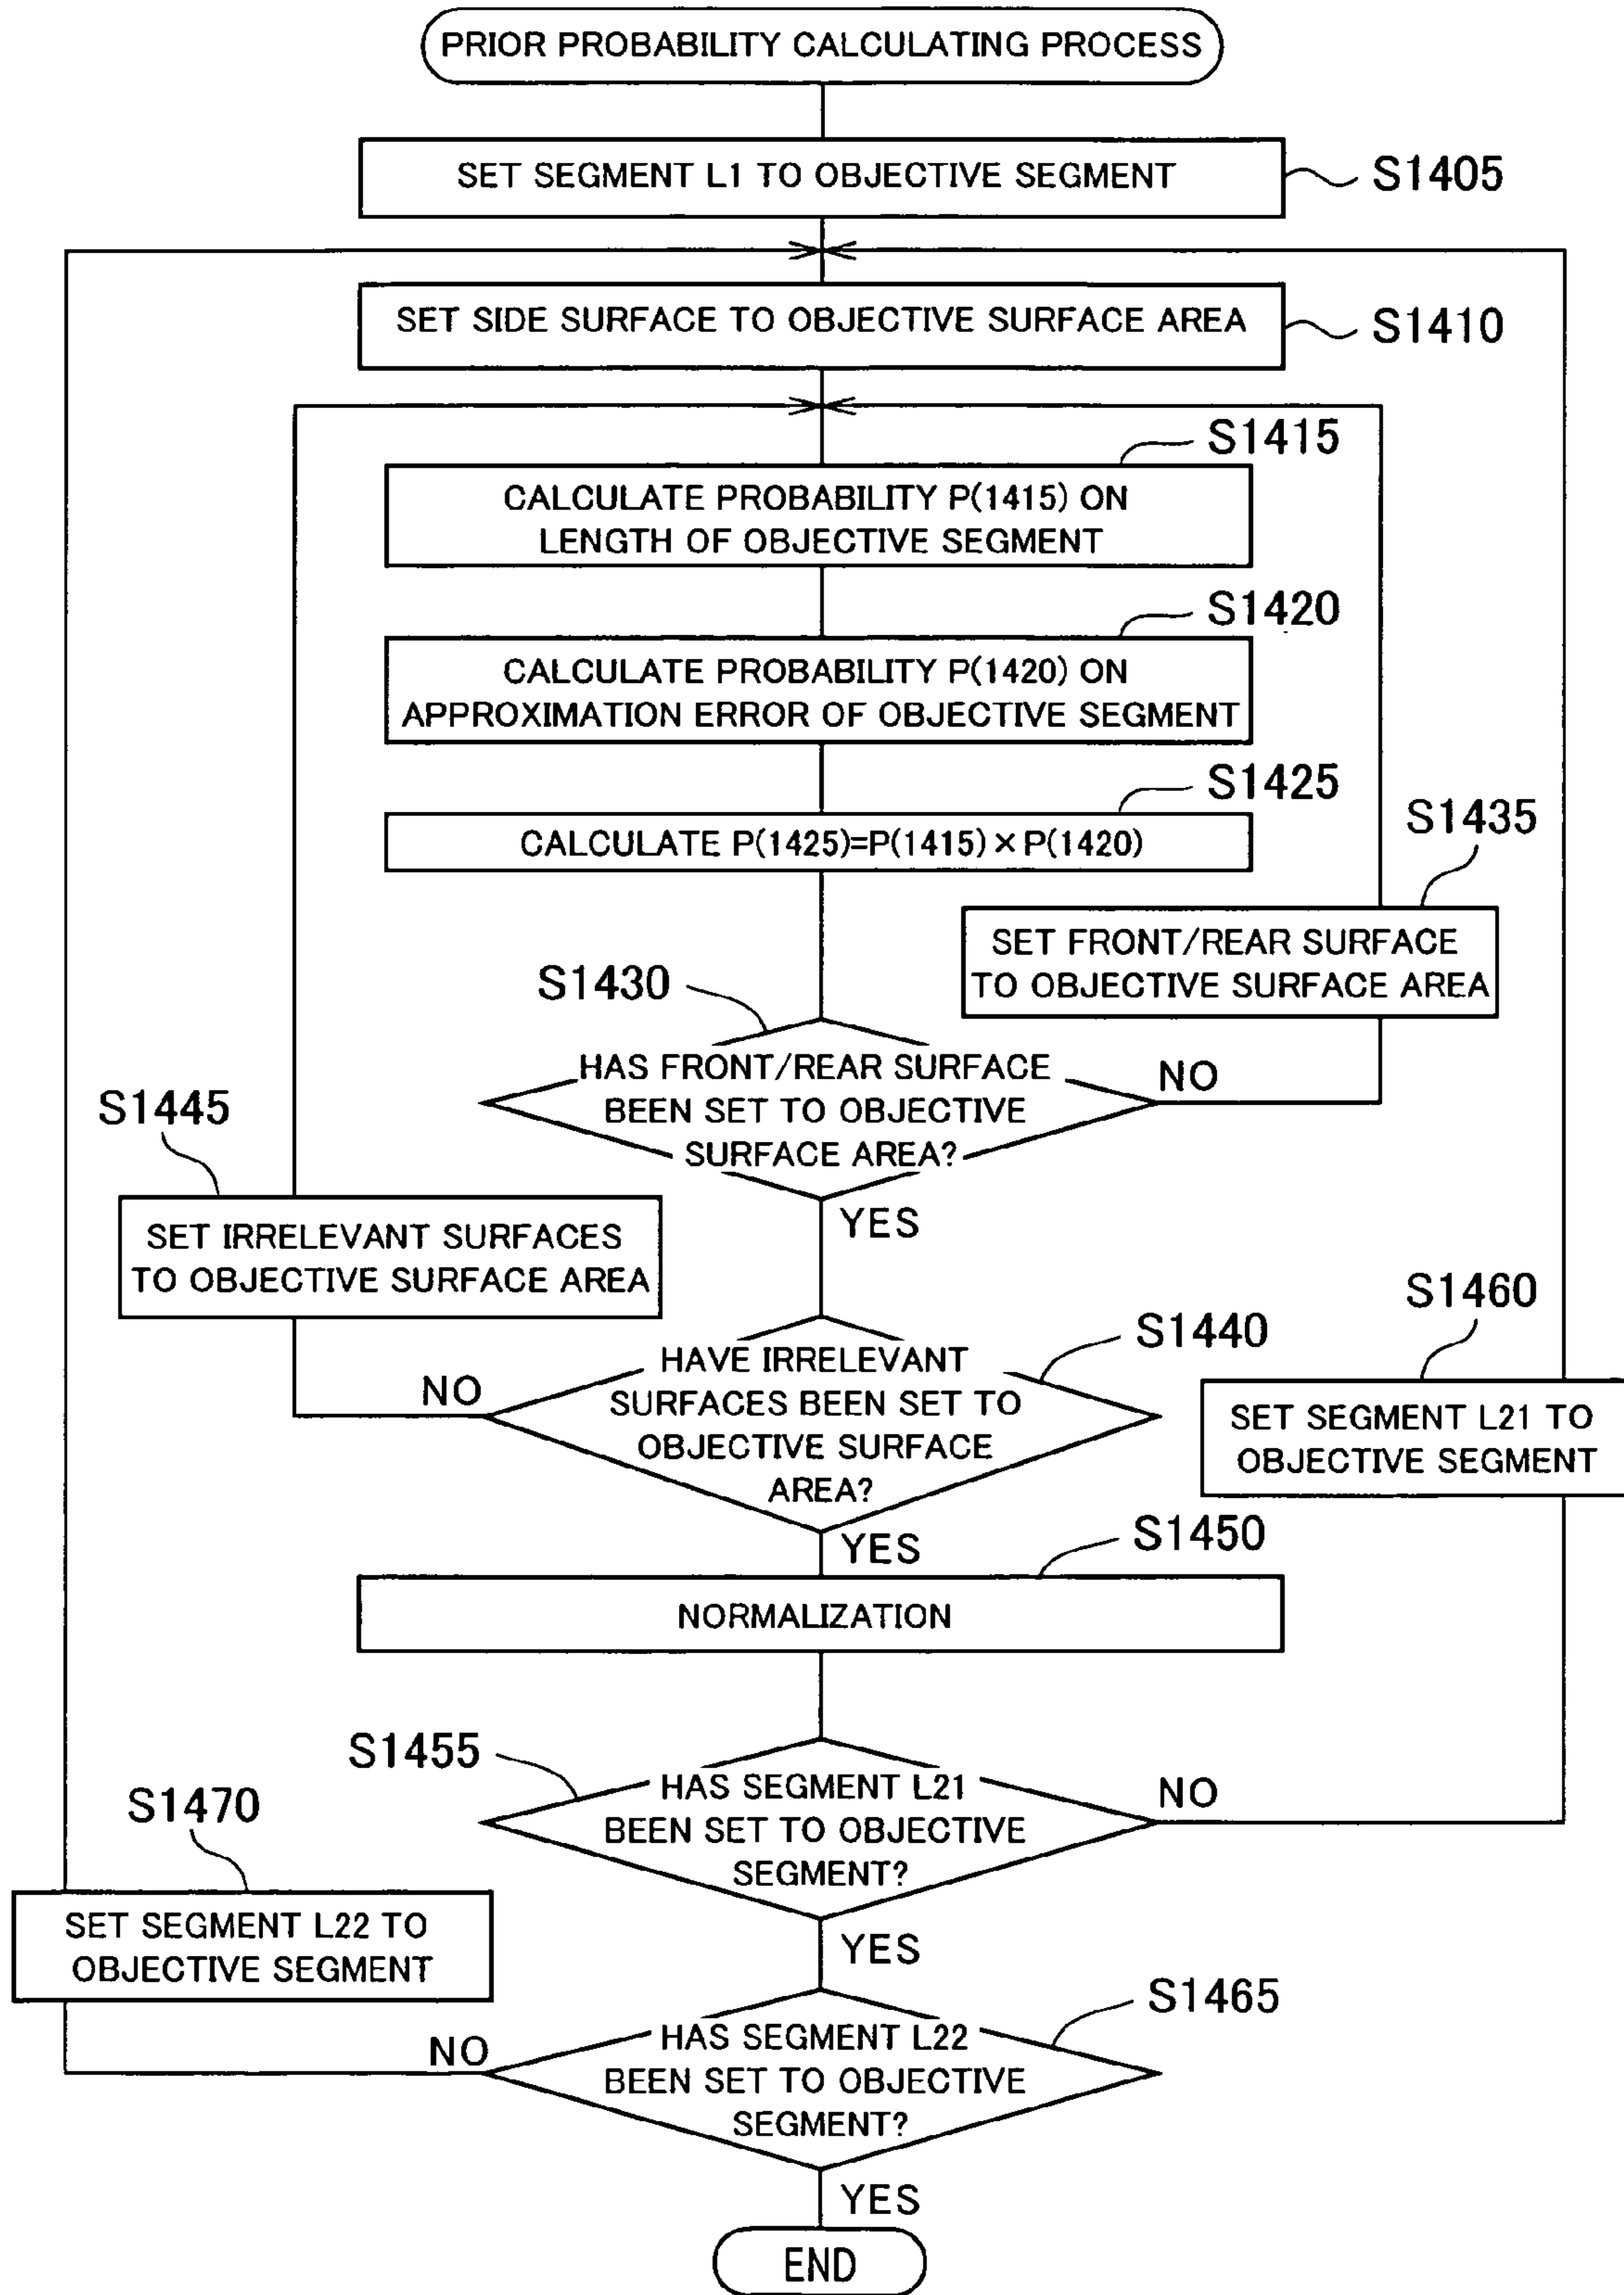 PRIOR PROBABILITY CALCULATING PROCESS
SET SEGMENT L1 TO OBJECTIVE SEGMENT
S1405
SET SIDE SURFACE TO OBJECTIVE SURFACE AREA
S1410
S1415
CALCULATE PROBABILITY P(1415) ON
LENGTH OF OBJECTIVE SEGMENT
S1420
CALCULATE PROBABILITY P(1420) ON
APPROXIMATION ERROR OF OBJECTIVE SEGMENT
S1425
CALCULATE P(1425)=P(1415)×P(1420)
S1435
SET FRONT/REAR SURFACE
TO OBJECTIVE SURFACE AREA
S1430
HAS FRONT/REAR SURFACE
BEEN SET TO OBJECTIVE
SURFACE AREA?
NO
YES
S1445
SET IRRELEVANT SURFACES
TO OBJECTIVE SURFACE AREA
S1440
HAVE IRRELEVANT
SURFACES BEEN SET TO
OBJECTIVE SURFACE
AREA?
NO
YES
S1460
SET SEGMENT L21 TO
OBJECTIVE SEGMENT
S1450
NORMALIZATION
S1455
HAS SEGMENT L21
BEEN SET TO OBJECTIVE
SEGMENT?
NO
YES
S1470
SET SEGMENT L22 TO
OBJECTIVE SEGMENT
S1465
HAS SEGMENT L22
BEEN SET TO OBJECTIVE
SEGMENT?
NO
YES
END